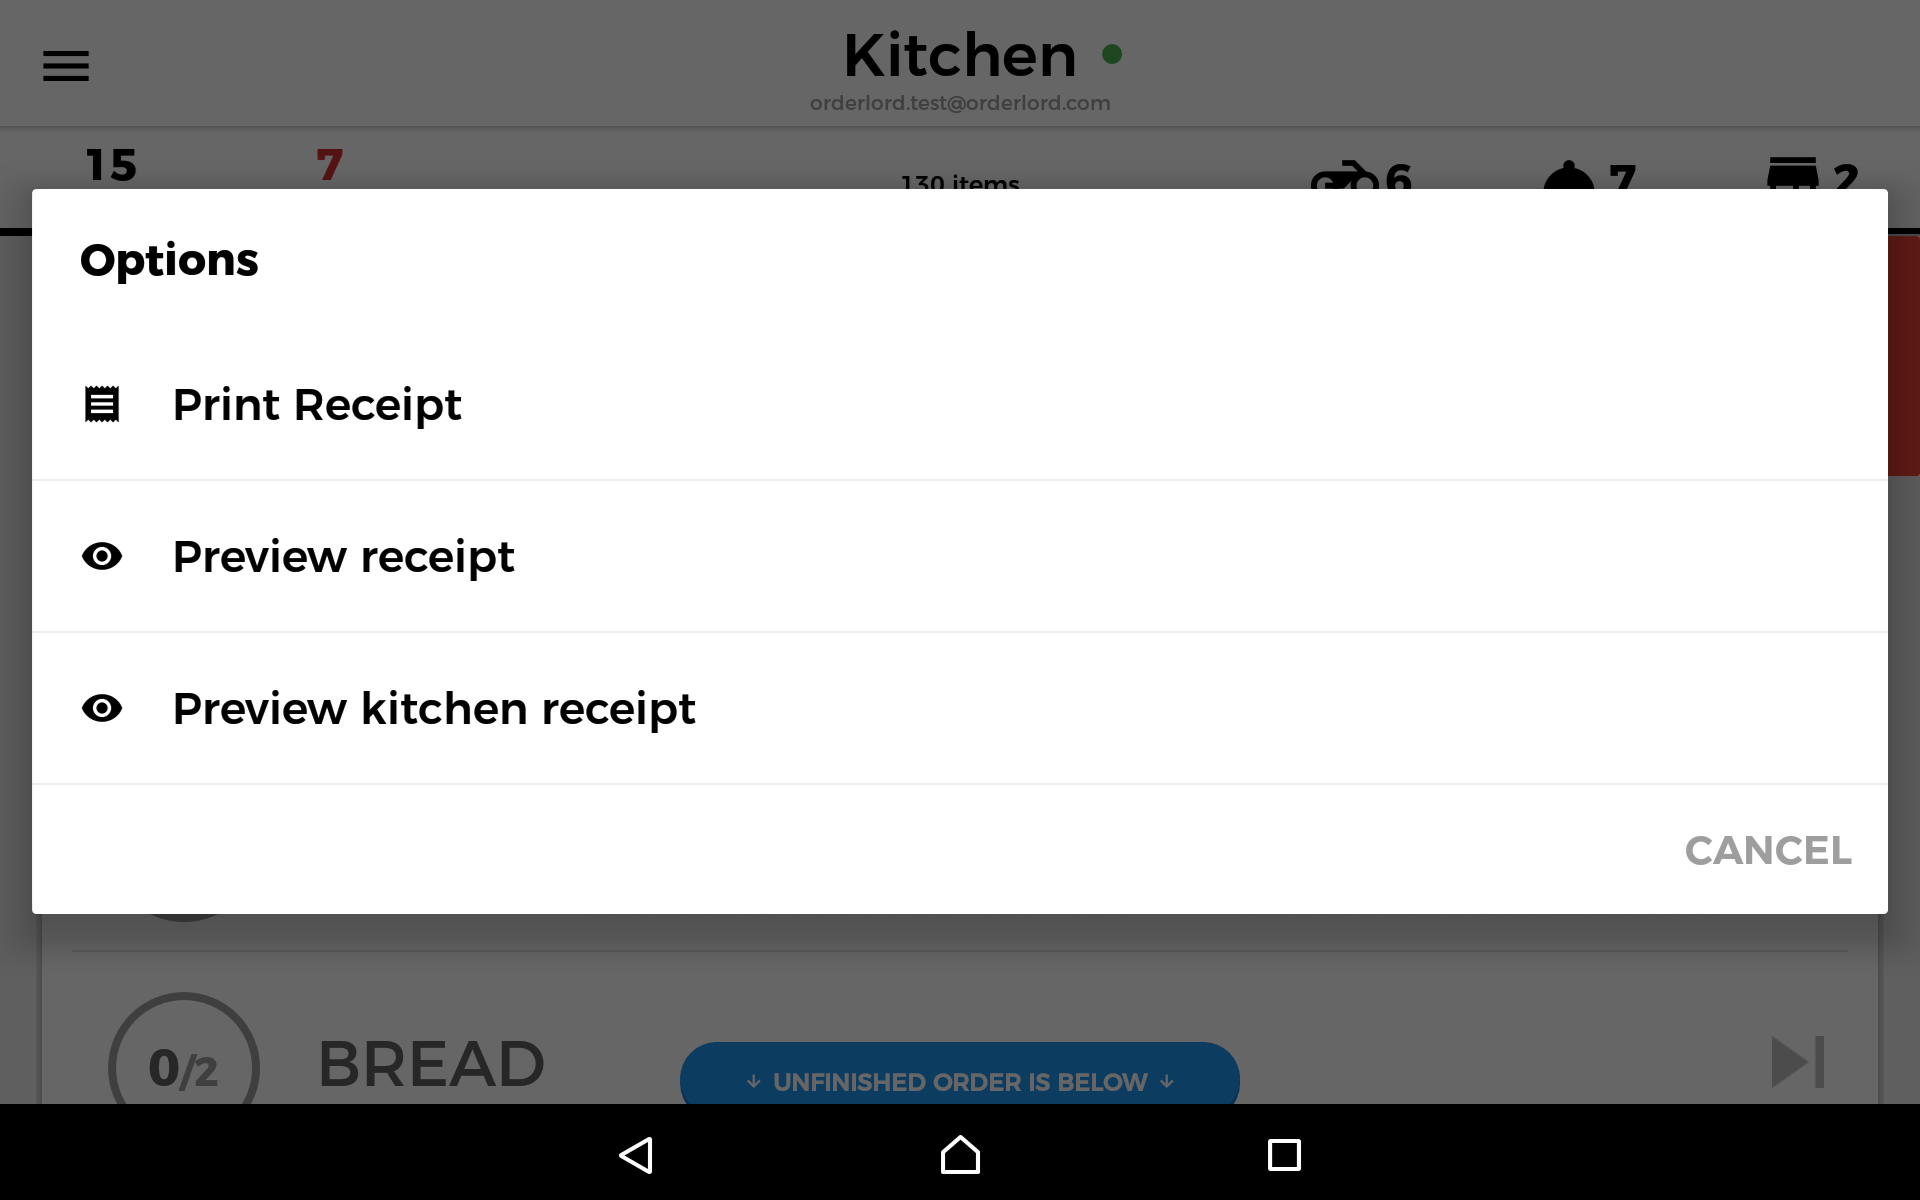 Kitchen
orderlord.test@orderlord.com
15 7 130 items 6 7 2
Options
Print Receipt
Preview receipt
Preview kitchen receipt
CANCEL
0/2 BREAD
UNFINISHED ORDER IS BELOW